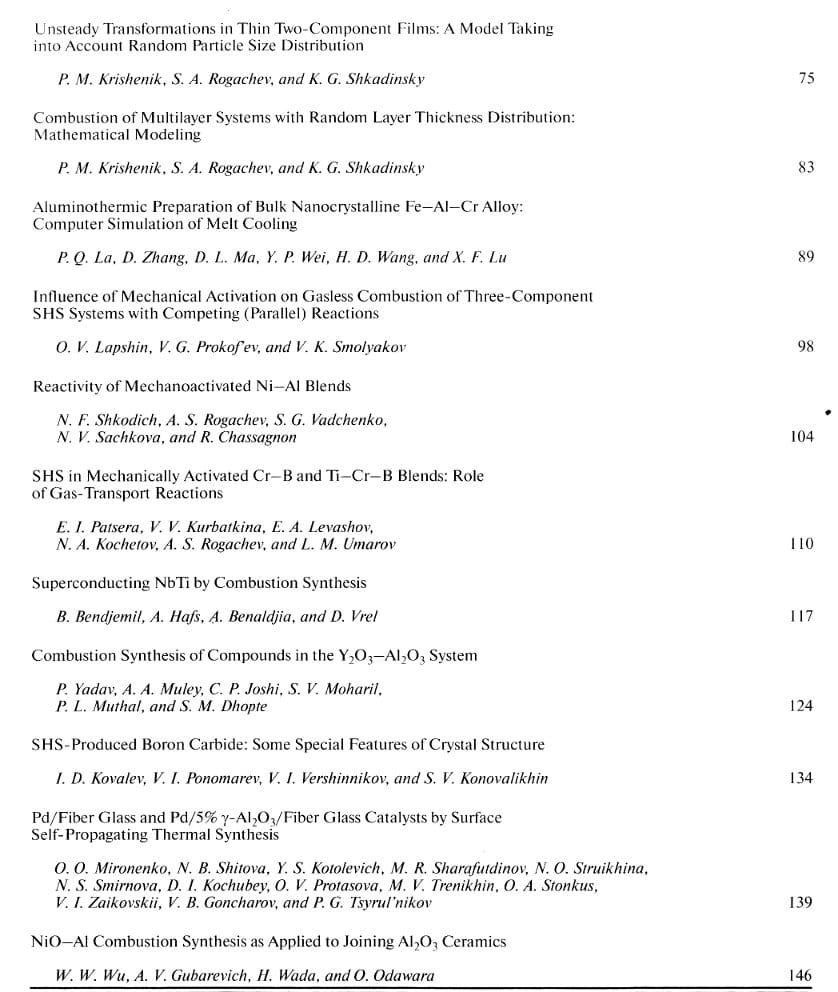 Unsteady Transformations in Thin Two-Component Films: A Model Taking
into Account Random Particle Size Distribution
P. M. Krishenik, S. A. Rogachev, and K. G. Shkadinsky 75
Combustion of Multilayer Systems with Random Layer Thickness Distribution:
Mathematical Modeling
P. M. Krishenik, S. A. Rogachev, and K. G. Shkadinsky 83
Aluminothermic Preparation of Bulk Nanocrystalline Fe–Al–Cr Alloy:
Computer Simulation of Melt Cooling
P. Q. La, D. Zhang, D. L. Ma, Y. P. Wei, H. D. Wang, and X. F. Lu 89
Influence of Mechanical Activation on Gasless Combustion of Three-Component
SHS Systems with Competing (Parallel) Reactions
O. V. Lapshin, V. G. Prokof'ev, and V. K. Smolyakov 98
Reactivity of Mechanoactivated Ni–Al Blends
N. F. Shkodich, A. S. Rogachev, S. G. Vadchenko,
N. V. Sachkova, and R. Chassagnon 104
SHS in Mechanically Activated Cr–B and Ti–Cr–B Blends: Role
of Gas-Transport Reactions
E. I. Patsera, V. V. Kurbatkina, E. A. Levashov,
N. A. Kochetov, A. S. Rogachev, and L. M. Umarov 110
Superconducting NbTi by Combustion Synthesis
B. Bendjemil, A. Hafs, A. Benaldjia, and D. Vrel 117
Combustion Synthesis of Compounds in the Y₂O₃–Al₂O₃ System
P. Yadav, A. A. Muley, C. P. Joshi, S. V. Moharil,
P. L. Muthal, and S. M. Dhopte 124
SHS-Produced Boron Carbide: Some Special Features of Crystal Structure
I. D. Kovalev, V. I. Ponomarev, V. I. Vershinnikov, and S. V. Konovalikhin 134
Pd/Fiber Glass and Pd/5% γ-Al₂O₃/Fiber Glass Catalysts by Surface
Self-Propagating Thermal Synthesis
O. O. Mironenko, N. B. Shitova, Y. S. Kotolevich, M. R. Sharafutdinov, N. O. Struikhina,
N. S. Smirnova, D. I. Kochubey, O. V. Protasova, M. V. Trenikhin, O. A. Stonkus,
V. I. Zaikovskii, V. B. Goncharov, and P. G. Tsyrul'nikov 139
NiO–Al Combustion Synthesis as Applied to Joining Al₂O₃ Ceramics
W. W. Wu, A. V. Gubarevich, H. Wada, and O. Odawara 146